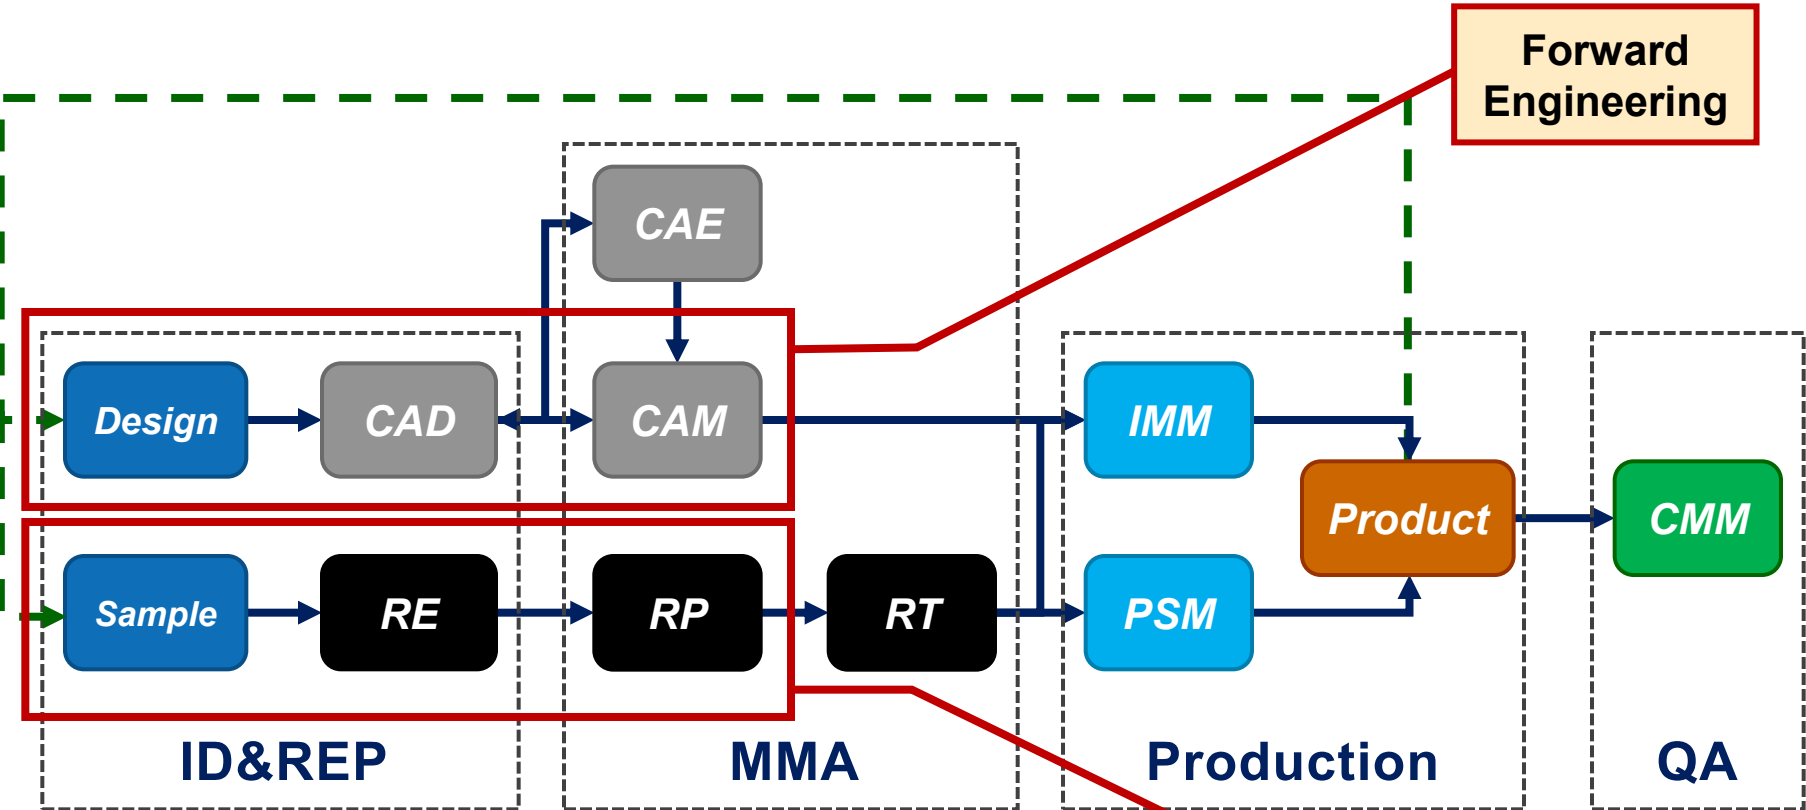 Forward
Engineering
CAE
Design
CAD
CAM
IMM
Product
CMM
Sample
RE
RP
RT
PSM
ID&REP
MMA
Production
QA